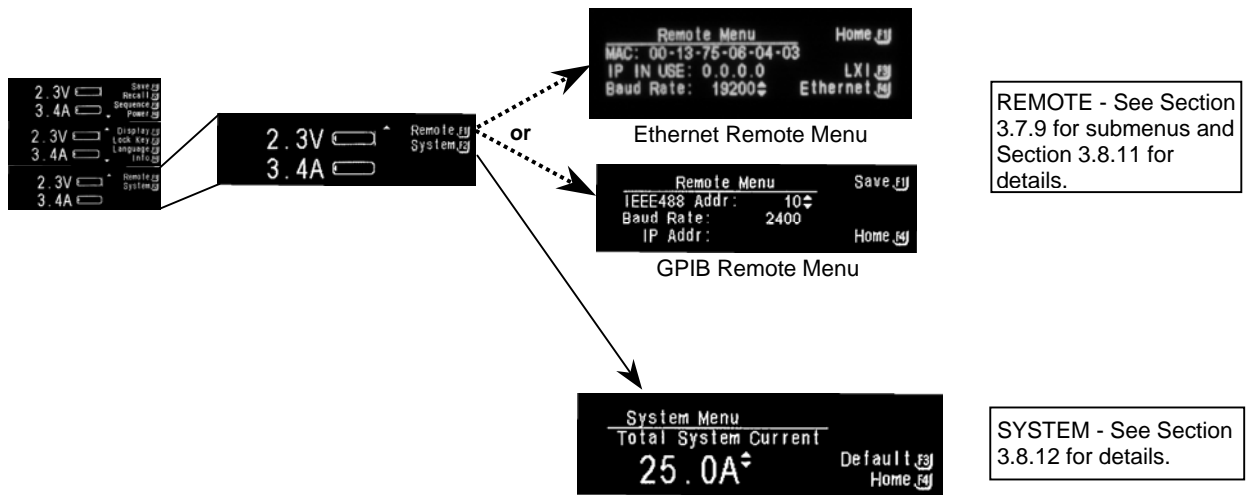 2.3V Save F1
Recall F2
3.4A Sequence F3
Power F4
2.3V Display F1
Lock Key F2
3.4A Language F3
Info F4
2.3V Remote F1
System F2
3.4A
2.3V Remote F1
System F2
3.4A
or
Remote Menu Home F1
MAC: 00-13-75-06-04-03
IP IN USE: 0.0.0.0 LXI F3
Baud Rate: 19200 Ethernet F4
Ethernet Remote Menu
Remote Menu Save F1
IEEE488 Addr: 10
Baud Rate: 2400
IP Addr: Home F4
GPIB Remote Menu
REMOTE - See Section
3.7.9 for submenus and
Section 3.8.11 for
details.
System Menu
Total System Current
25.0A Default F3
Home F4
SYSTEM - See Section
3.8.12 for details.